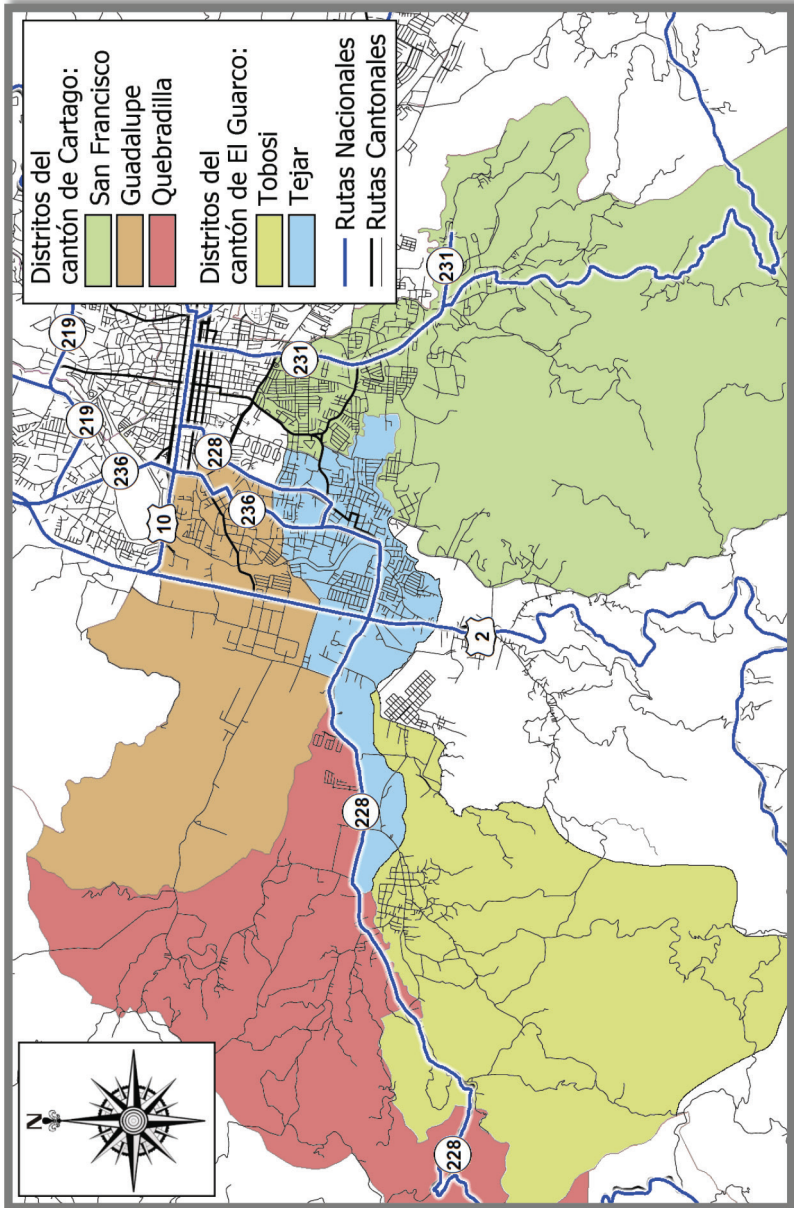 Distritos del
cantón de Cartago:
San Francisco
Guadalupe
Quebradilla
Distritos del
cantón de El Guarco:
Tobosi
Tejar
Rutas Nacionales
Rutas Cantonales
N
219
219
236
10
228
236
231
231
2
228
228